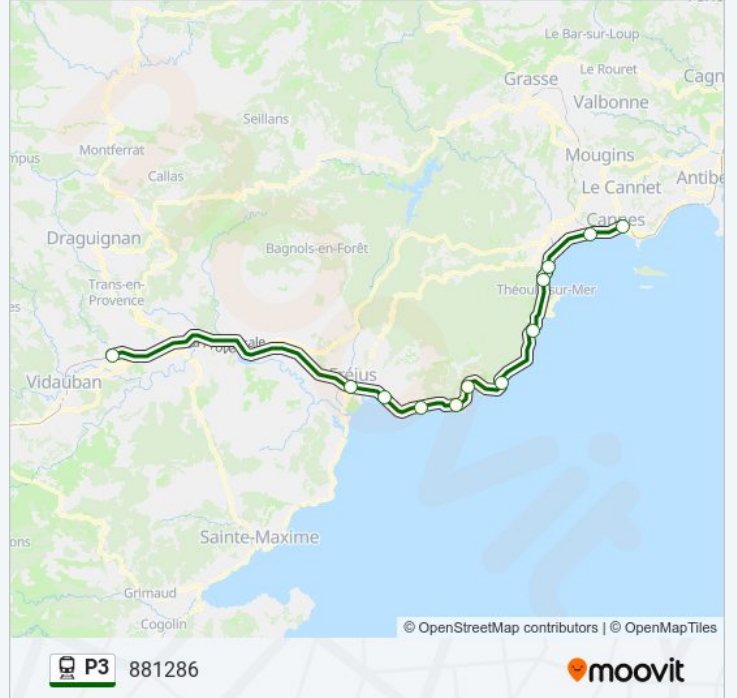 Le Bar-sur-Loup
Grasse
Le Rouret
Cagn
Valbonne
Seillans
Montferrat
mpus
Callas
Mougins
Le Cannet
Antibe
Cannes
Draguignan
Bagnols-en-Forêt
Trans-en-
Provence
Théoule-sur-Mer
es
Vidauban
Fréjus
Sainte-Maxime
ons
Grimaud
Cogolin
© OpenStreetMap contributors | © OpenMapTiles
P3 881286
moovit